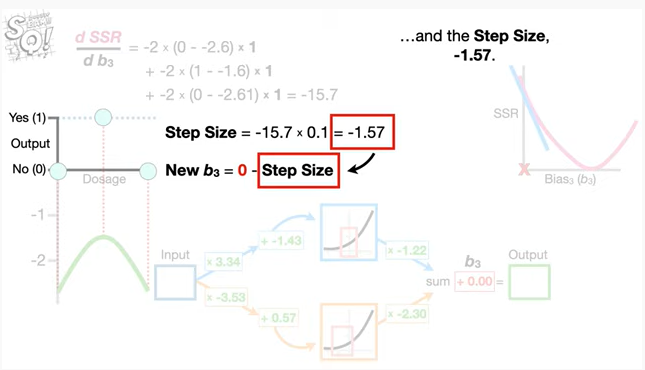 StatQuest!
d SSR
d b₃
= -2 × (0 - -2.6) × 1
+ -2 × (1 - -1.6) × 1
+ -2 × (0 - -2.61) × 1 = -15.7
…and the Step Size,
-1.57.
Yes (1)
Output
No (0)
Dosage
-1
-2
Step Size = -15.7 × 0.1 = -1.57
New b₃ = 0 - Step Size
SSR
x
Bias₃ (b₃)
Input
× 3.34
+ -1.43
× -1.22
× -3.53
+ 0.57
× -2.30
b₃
sum + 0.00 =
Output